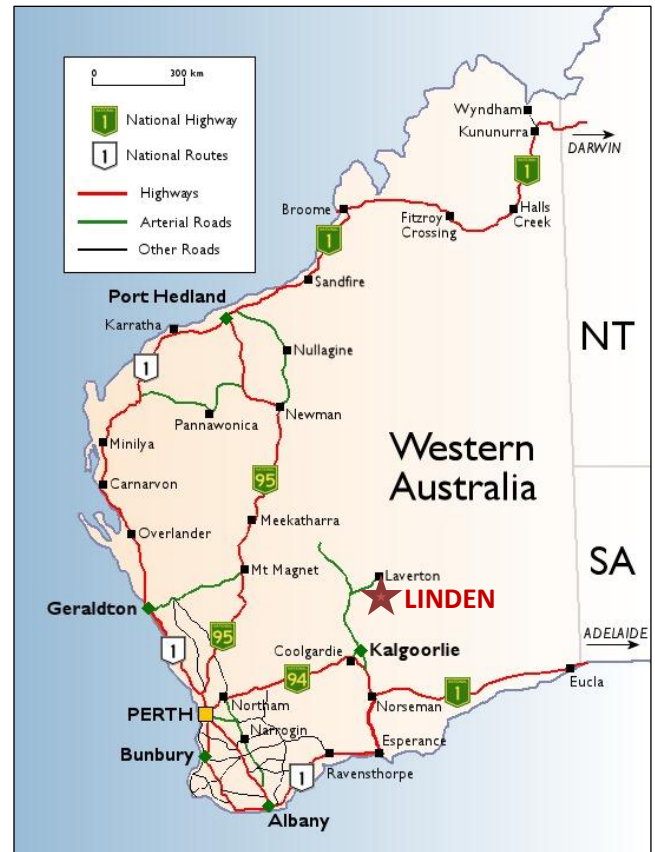 0 300 km
1 National Highway
1 National Routes
Highways
Arterial Roads
Other Roads
Wyndham
Kununurra
DARWIN
1
Broome
Fitzroy
Crossing
Halls
Creek
1
Sandfire
Port Hedland
Karratha
Nullagine
NT
1
Newman
Pannawonica
Western
Australia
Minilya
95
Carnarvon
Meekatharra
Overlander
Mt Magnet
Laverton
SA
LINDEN
Geraldton
95
1
ADELAIDE
Coolgardie
Kalgoorlie
94
1
Eucla
Northam
Norseman
PERTH
Narrogin
Esperance
Bunbury
1
Ravensthorpe
Albany